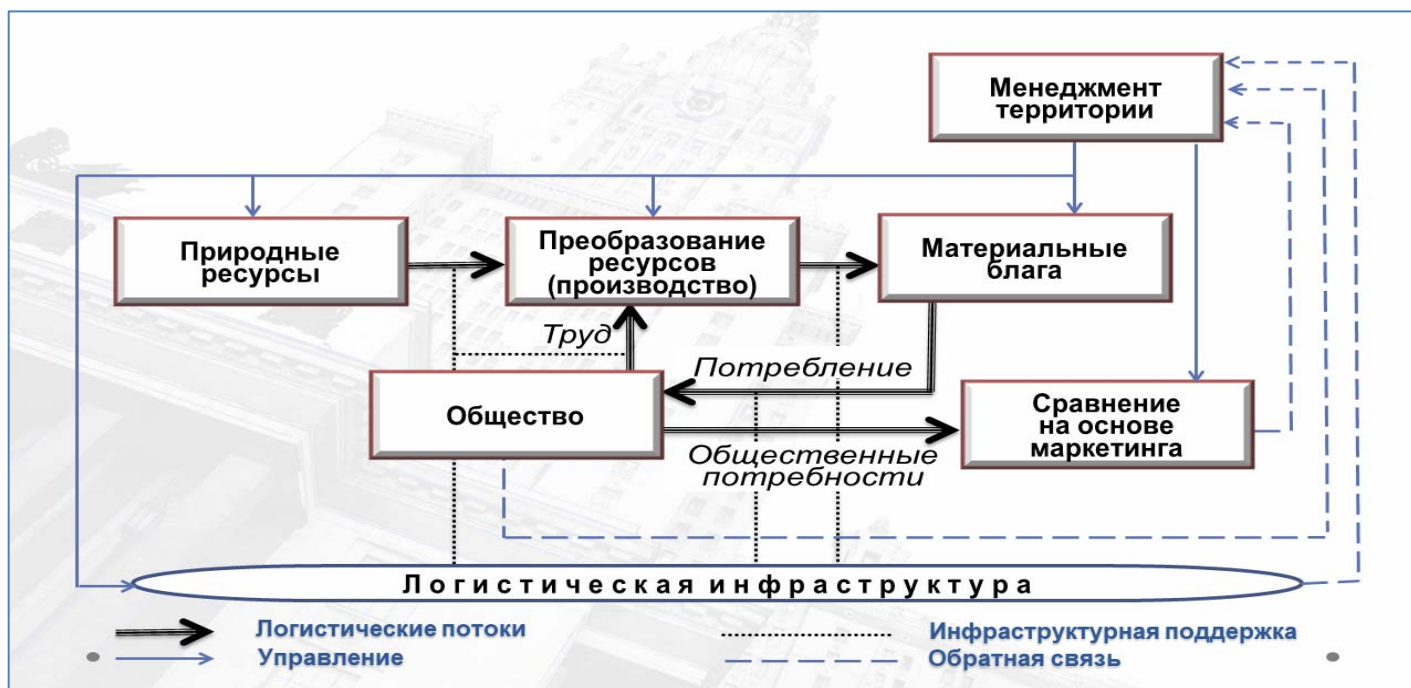 Менеджмент
территории
Природные
ресурсы
Преобразование
ресурсов
(производство)
Материальные
блага
Труд
Потребление
Общество
Сравнение
на основе
маркетинга
Общественные
потребности
Логистическая инфраструктура
Логистические потоки
Инфраструктурная поддержка
Управление
Обратная связь